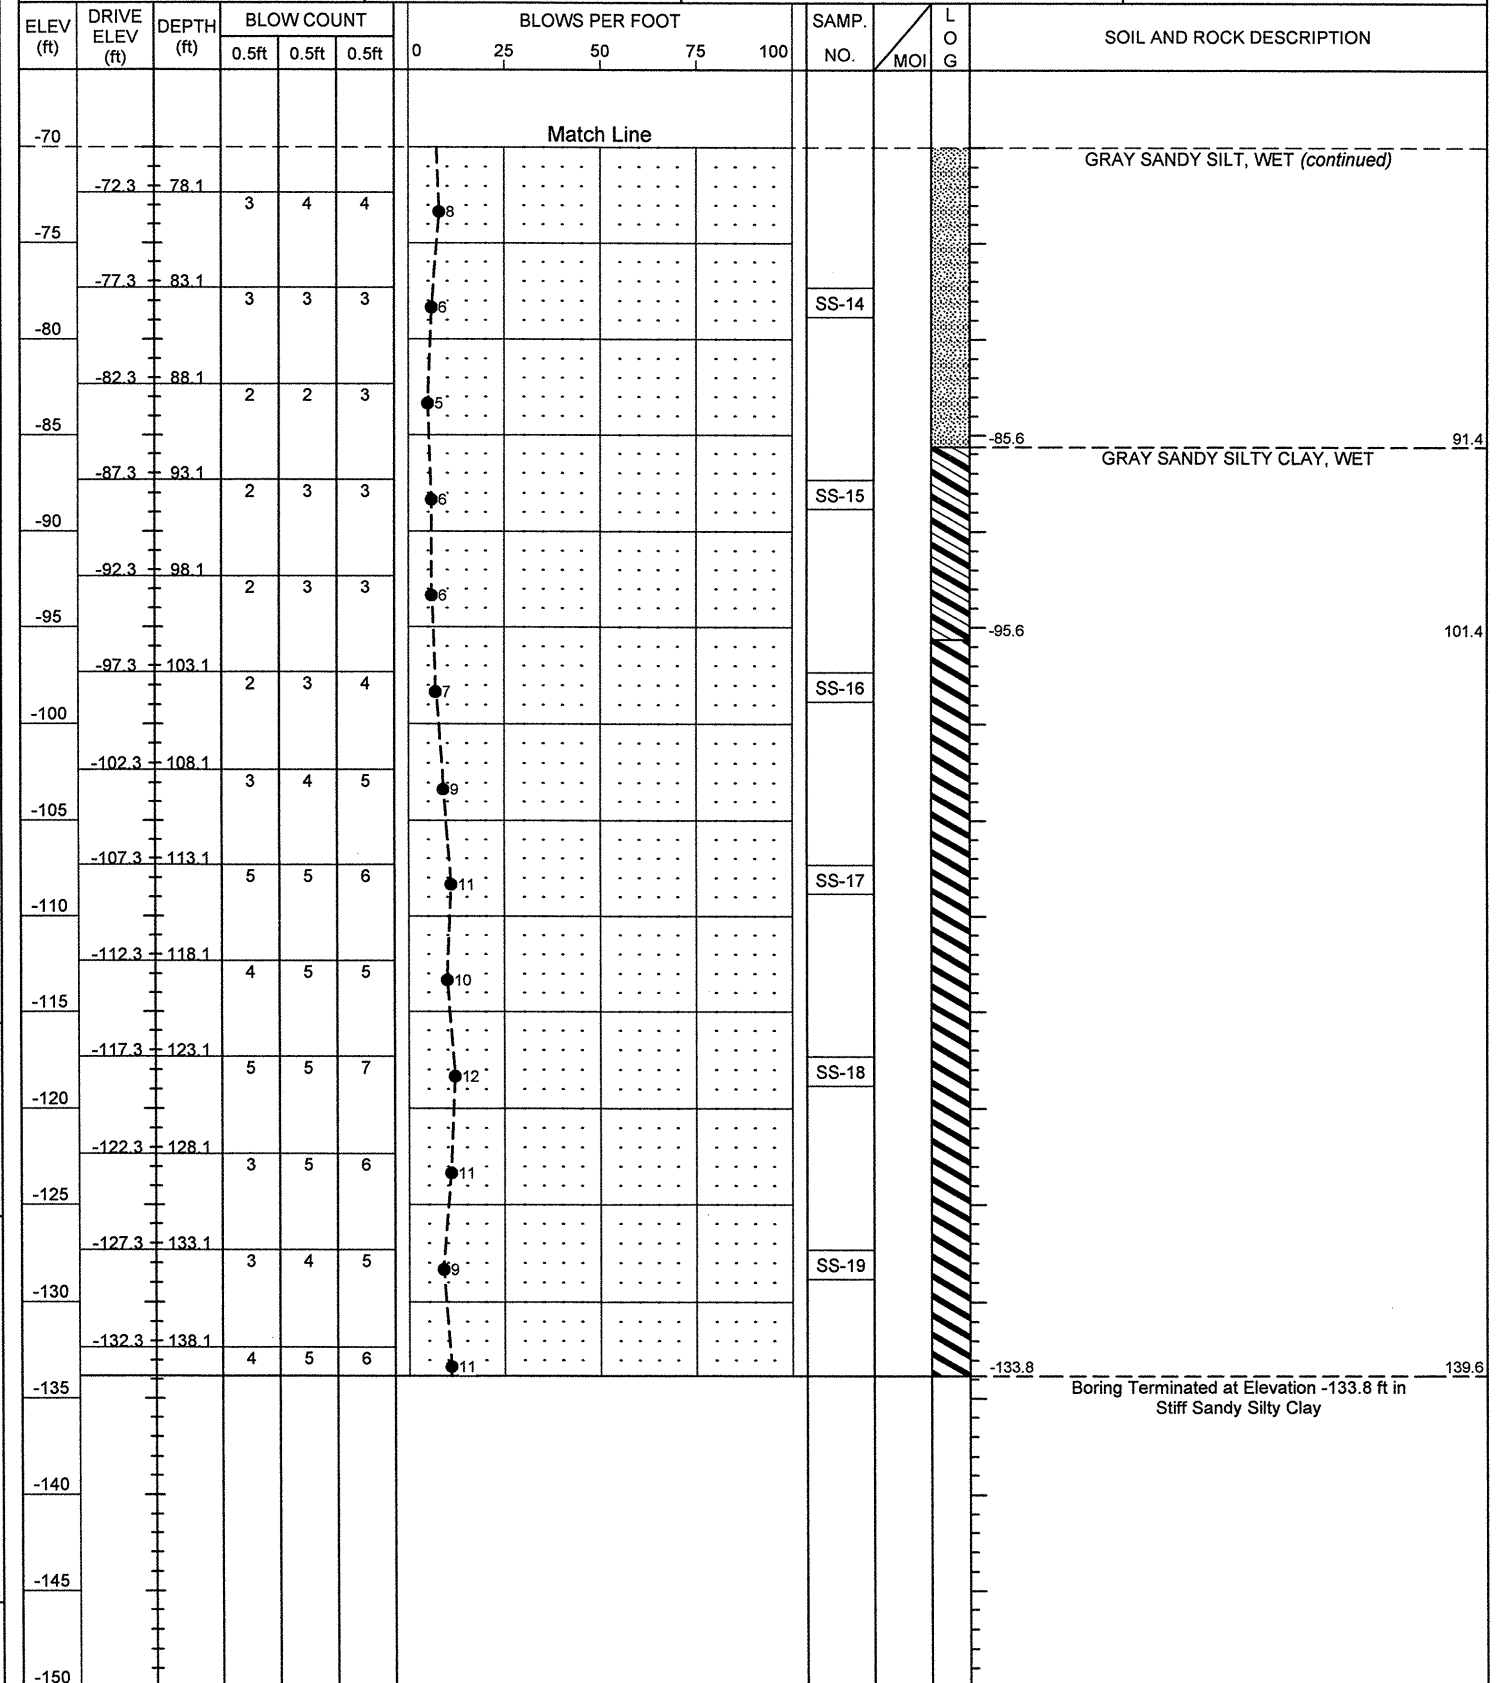 ELEV (ft) DRIVE ELEV (ft) DEPTH (ft) BLOW COUNT BLOWS PER FOOT SAMP. NO. MOI LOG SOIL AND ROCK DESCRIPTION
0.5ft 0.5ft 0.5ft 0 25 50 75 100
-70 Match Line
GRAY SANDY SILT, WET (continued)
-72.3 78.1
3 4 4 8
-75
-77.3 83.1
3 3 3 6 SS-14
-80
-82.3 88.1
2 2 3 5
-85
-85.6 91.4
GRAY SANDY SILTY CLAY, WET
-87.3 93.1
2 3 3 6 SS-15
-90
-92.3 98.1
2 3 3 6
-95
-95.6 101.4
-97.3 103.1
2 3 4 7 SS-16
-100
-102.3 108.1
3 4 5 9
-105
-107.3 113.1
5 5 6 11 SS-17
-110
-112.3 118.1
4 5 5 10
-115
-117.3 123.1
5 5 7 12 SS-18
-120
-122.3 128.1
3 5 6 11
-125
-127.3 133.1
3 4 5 9 SS-19
-130
-132.3 138.1
4 5 6 11
-133.8 139.6
-135
Boring Terminated at Elevation -133.8 ft in
Stiff Sandy Silty Clay
-140
-145
-150